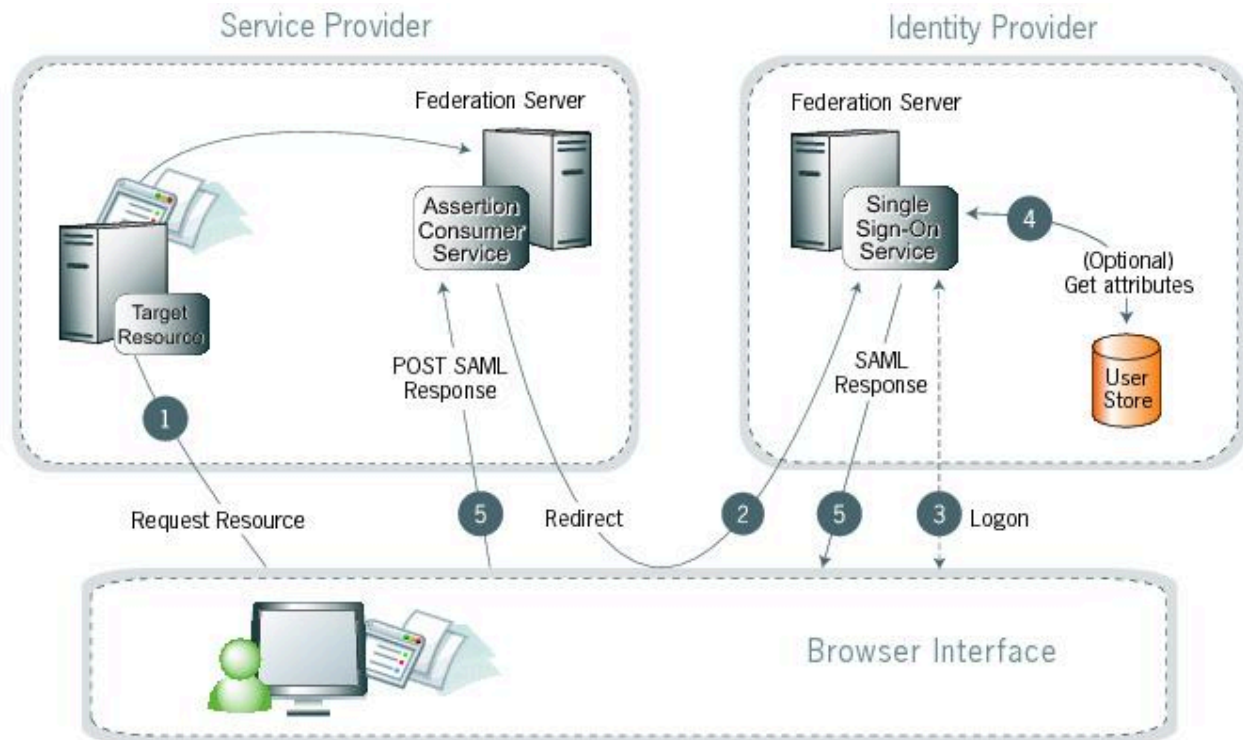 Service Provider
Identity Provider
Federation Server
Federation Server
Assertion
Consumer
Service
Single
Sign-On
Service
4
(Optional)
Get attributes
Target
Resource
POST SAML
Response
SAML
Response
User
Store
1
Request Resource
5
Redirect
2
5
3
Logon
Browser Interface